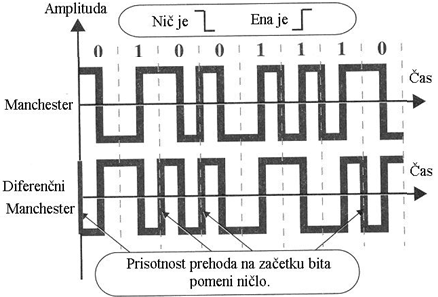 Amplituda
Nič je
Ena je
0 1 0 0 1 1 1 0
Čas
Manchester
Čas
Diferenčni
Manchester
Prisotnost prehoda na začetku bita
pomeni ničlo.